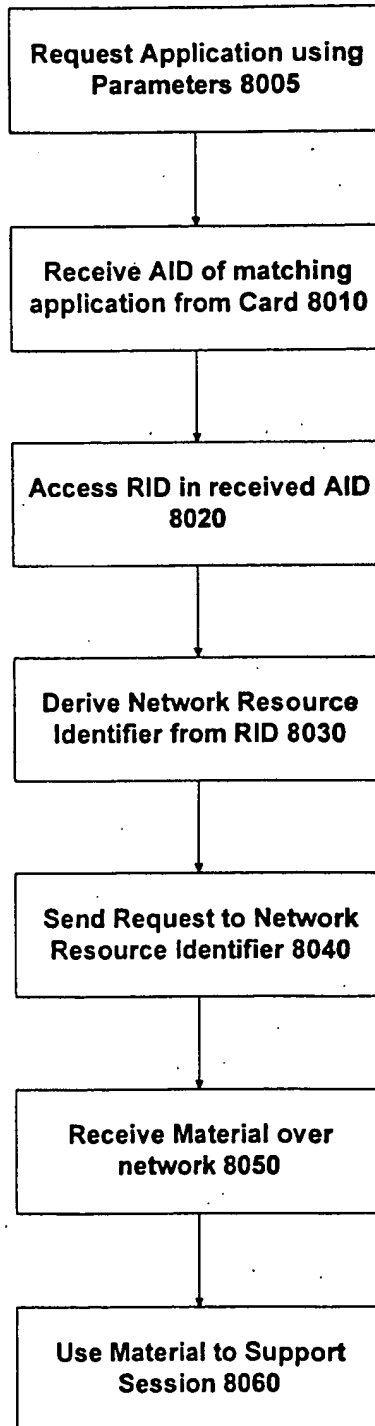 Request Application using
Parameters 8005
Receive AID of matching
application from Card 8010
Access RID in received AID
8020
Derive Network Resource
Identifier from RID 8030
Send Request to Network
Resource Identifier 8040
Receive Material over
network 8050
Use Material to Support
Session 8060